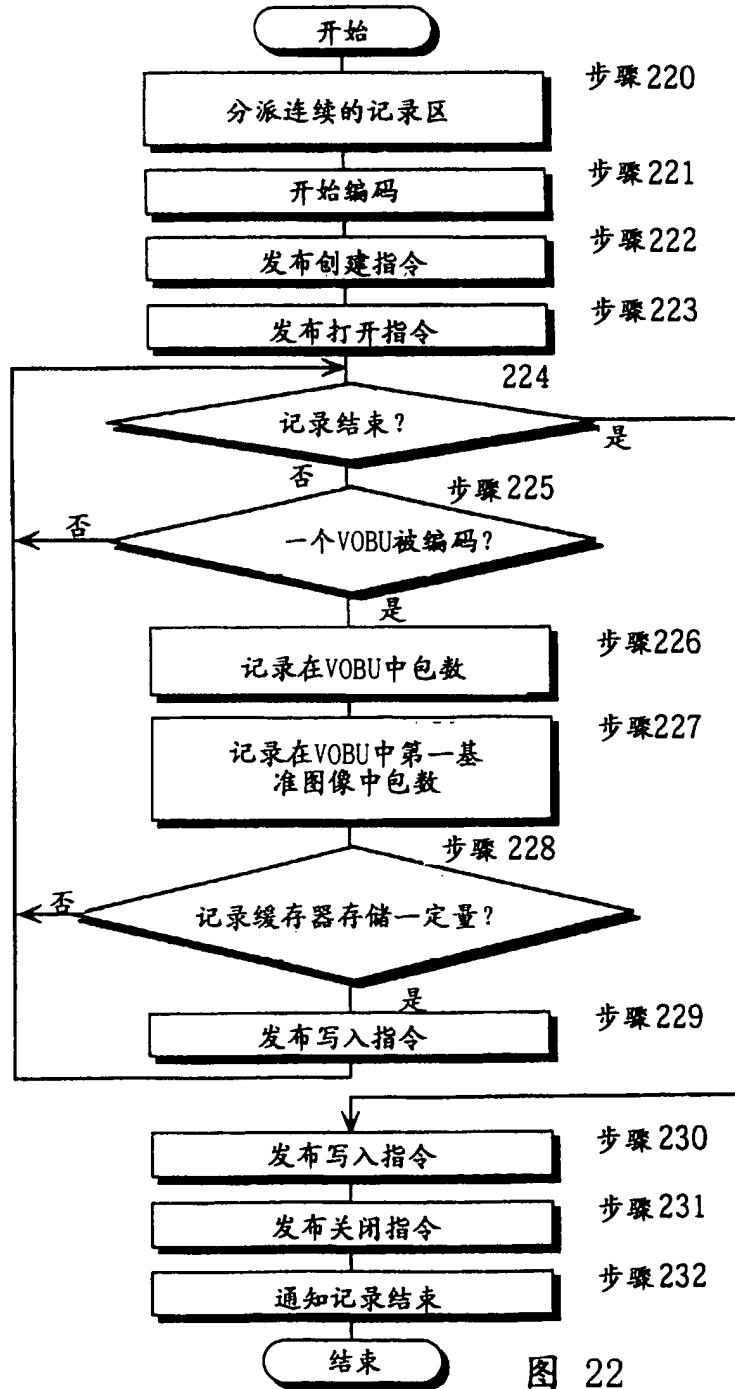 开始
步骤220
分派连续的记录区
步骤221
开始编码
步骤222
发布创建指令
步骤223
发布打开指令
224
记录结束?
是
否
步骤225
否
一个VOBU被编码?
是
步骤226
记录在VOBU中包数
步骤227
记录在VOBU中第一基
准图像中包数
步骤 228
否
记录缓存器存储一定量?
是
步骤229
发布写入指令
步骤230
发布写入指令
步骤231
发布关闭指令
步骤232
通知记录结束
结束
图 22